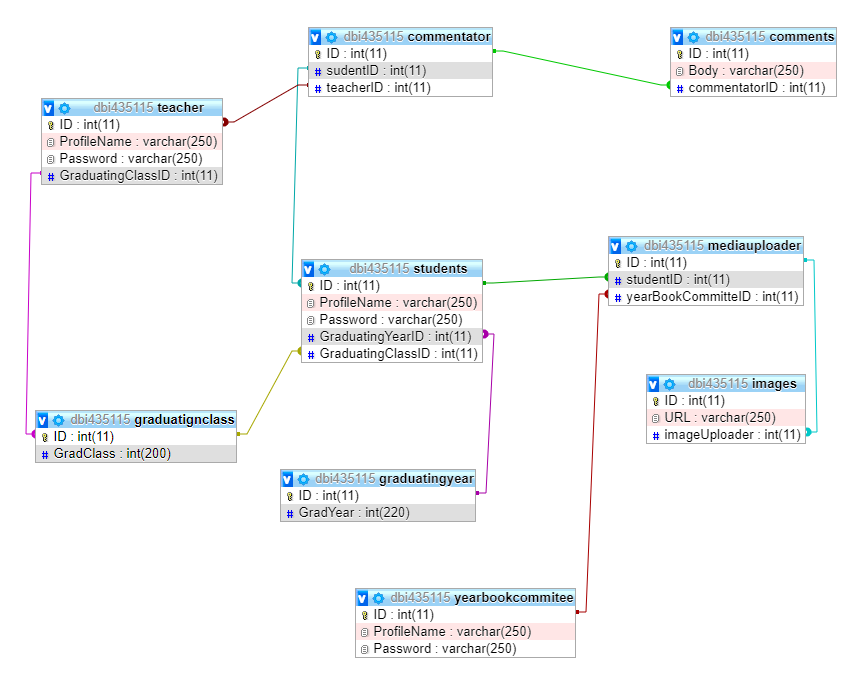 dbi435115 commentator
ID : int(11)
sudentID : int(11)
teacherID : int(11)
dbi435115 comments
ID : int(11)
Body : varchar(250)
commentatorID : int(11)
dbi435115 teacher
ID : int(11)
ProfileName : varchar(250)
Password : varchar(250)
GraduatingClassID : int(11)
dbi435115 students
ID : int(11)
ProfileName : varchar(250)
Password : varchar(250)
GraduatingYearID : int(11)
GraduatingClassID : int(11)
dbi435115 mediauploader
ID : int(11)
studentID : int(11)
yearBookCommitteID : int(11)
dbi435115 images
ID : int(11)
URL : varchar(250)
imageUploader : int(11)
dbi435115 graduatignclass
ID : int(11)
GradClass : int(200)
dbi435115 graduatingyear
ID : int(11)
GradYear : int(220)
dbi435115 yearbookcommitee
ID : int(11)
ProfileName : varchar(250)
Password : varchar(250)